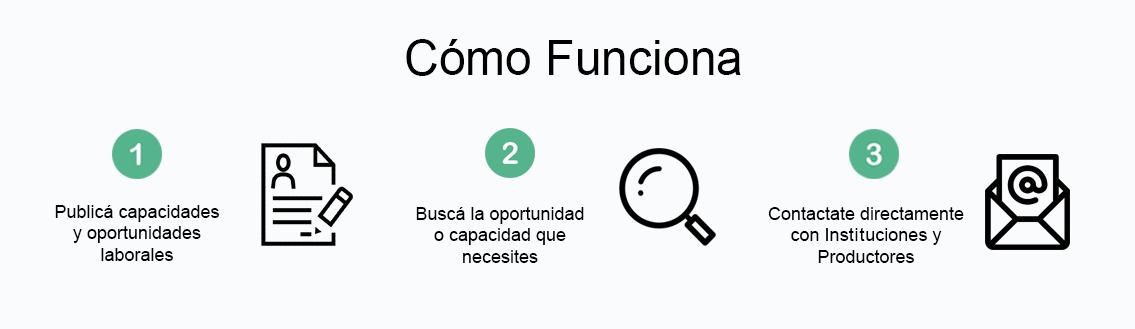 Cómo Funciona
1
Publicá capacidades
y oportunidades
laborales
2
Buscá la oportunidad
o capacidad que
necesites
3
Contactate directamente
con Instituciones y
Productores
@